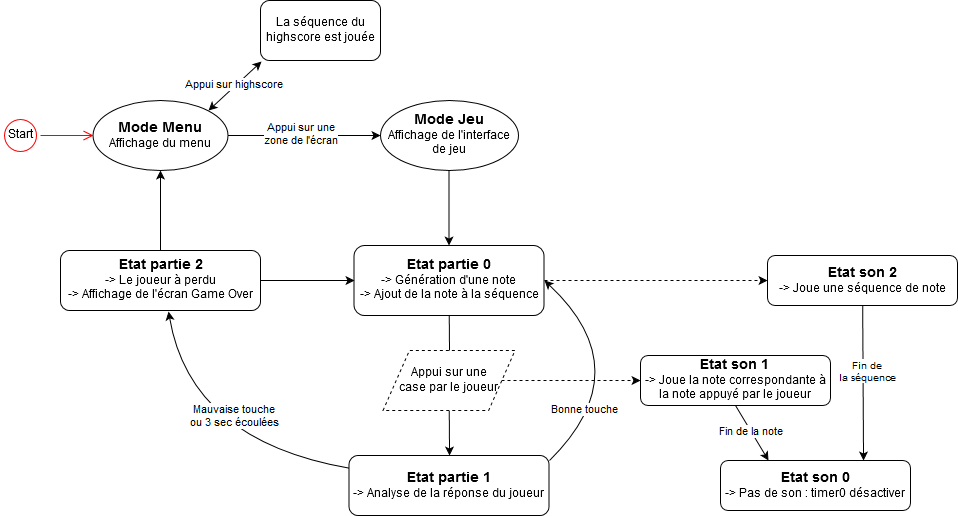 La séquence du
highscore est jouée
Appui sur highscore
Start
Mode Menu
Affichage du menu
Appui sur une
zone de l'écran
Mode Jeu
Affichage de l'interface
de jeu
Etat partie 2
-> Le joueur à perdu
-> Affichage de l'écran Game Over
Etat partie 0
-> Génération d'une note
-> Ajout de la note à la séquence
Etat son 2
-> Joue une séquence de note
Appui sur une
case par le joueur
Etat son 1
-> Joue la note correspondante à
la note appuyé par le joueur
Fin de
la séquence
Mauvaise touche
ou 3 sec écoulées
Bonne touche
Fin de la note
Etat partie 1
-> Analyse de la réponse du joueur
Etat son 0
-> Pas de son : timer0 désactiver